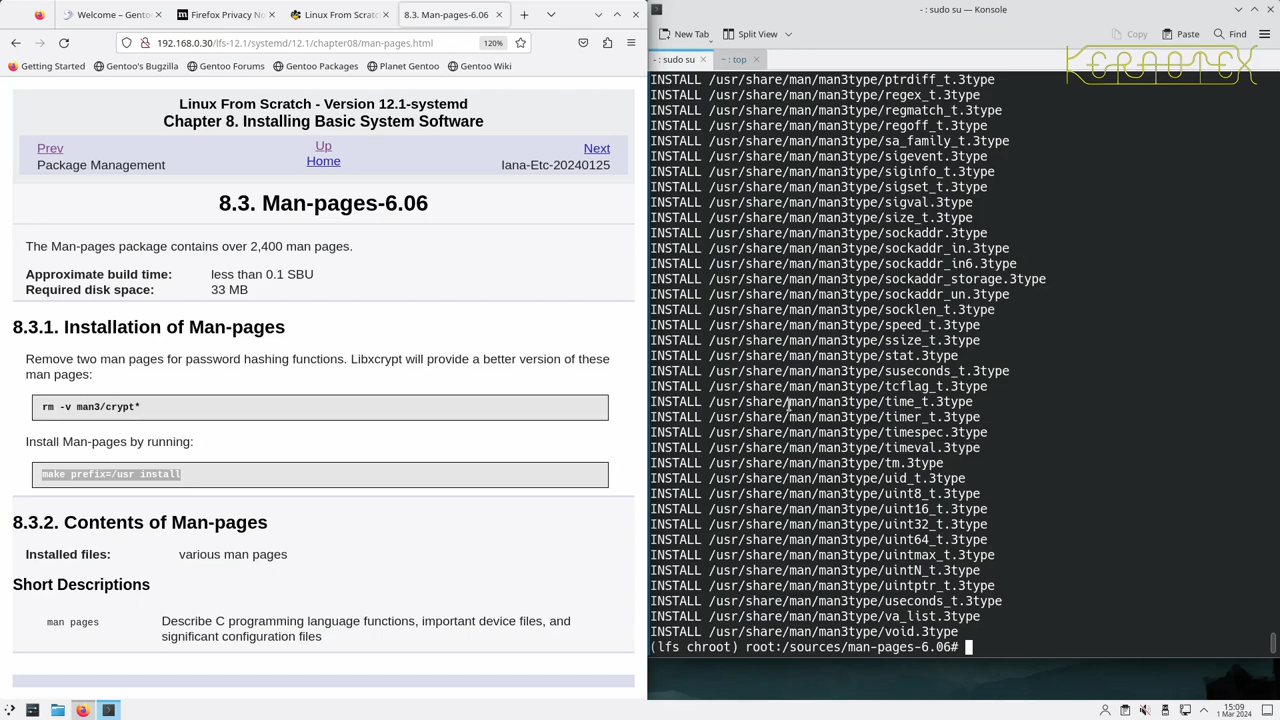 Welcome – Gento
Firefox Privacy No
Linux From Scratc
8.3. Man-pages-6.06
192.168.0.30/lfs-12.1/systemd/12.1/chapter08/man-pages.html
120%
Getting Started
Gentoo's Bugzilla
Gentoo Forums
Gentoo Packages
Planet Gentoo
Gentoo Wiki
Linux From Scratch - Version 12.1-systemd
Chapter 8. Installing Basic System Software
Prev
Up
Next
Package Management
Home
Iana-Etc-20240125
8.3. Man-pages-6.06
The Man-pages package contains over 2,400 man pages.
Approximate build time: less than 0.1 SBU
Required disk space: 33 MB
8.3.1. Installation of Man-pages
Remove two man pages for password hashing functions. Libxcrypt will provide a better version of these
man pages:
rm -v man3/crypt*
Install Man-pages by running:
make prefix=/usr install
8.3.2. Contents of Man-pages
Installed files: various man pages
Short Descriptions
man pages Describe C programming language functions, important device files, and
significant configuration files
- : sudo su — Konsole
New Tab
Split View
Copy
Paste
Find
- : sudo su
~ : top
KERNOTEX
INSTALL /usr/share/man/man3type/ptrdiff_t.3type
INSTALL /usr/share/man/man3type/regex_t.3type
INSTALL /usr/share/man/man3type/regmatch_t.3type
INSTALL /usr/share/man/man3type/regoff_t.3type
INSTALL /usr/share/man/man3type/sa_family_t.3type
INSTALL /usr/share/man/man3type/sigevent.3type
INSTALL /usr/share/man/man3type/siginfo_t.3type
INSTALL /usr/share/man/man3type/sigset_t.3type
INSTALL /usr/share/man/man3type/sigval.3type
INSTALL /usr/share/man/man3type/size_t.3type
INSTALL /usr/share/man/man3type/sockaddr.3type
INSTALL /usr/share/man/man3type/sockaddr_in.3type
INSTALL /usr/share/man/man3type/sockaddr_in6.3type
INSTALL /usr/share/man/man3type/sockaddr_storage.3type
INSTALL /usr/share/man/man3type/sockaddr_un.3type
INSTALL /usr/share/man/man3type/socklen_t.3type
INSTALL /usr/share/man/man3type/speed_t.3type
INSTALL /usr/share/man/man3type/ssize_t.3type
INSTALL /usr/share/man/man3type/stat.3type
INSTALL /usr/share/man/man3type/suseconds_t.3type
INSTALL /usr/share/man/man3type/tcflag_t.3type
INSTALL /usr/share/man/man3type/time_t.3type
INSTALL /usr/share/man/man3type/timer_t.3type
INSTALL /usr/share/man/man3type/timespec.3type
INSTALL /usr/share/man/man3type/timeval.3type
INSTALL /usr/share/man/man3type/tm.3type
INSTALL /usr/share/man/man3type/uid_t.3type
INSTALL /usr/share/man/man3type/uint8_t.3type
INSTALL /usr/share/man/man3type/uint16_t.3type
INSTALL /usr/share/man/man3type/uint32_t.3type
INSTALL /usr/share/man/man3type/uint64_t.3type
INSTALL /usr/share/man/man3type/uintmax_t.3type
INSTALL /usr/share/man/man3type/uintN_t.3type
INSTALL /usr/share/man/man3type/uintptr_t.3type
INSTALL /usr/share/man/man3type/useconds_t.3type
INSTALL /usr/share/man/man3type/va_list.3type
INSTALL /usr/share/man/man3type/void.3type
(lfs chroot) root:/sources/man-pages-6.06#
15:09
1 Mar 2024